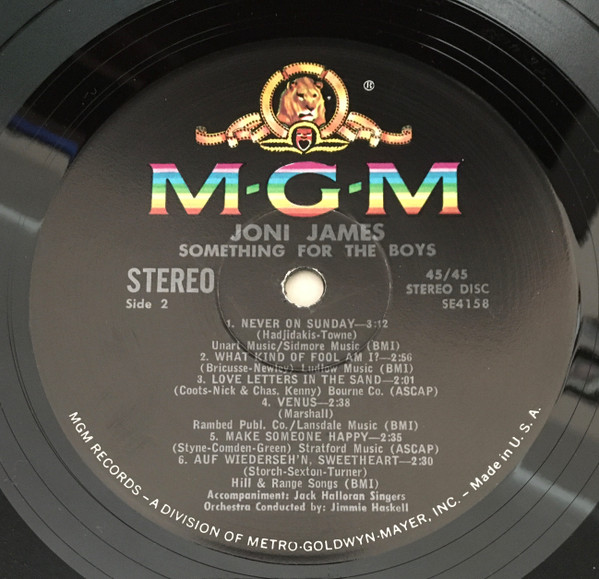 ®
M·G·M
JONI JAMES
SOMETHING FOR THE BOYS
STEREO
Side 2
45/45
STEREO DISC
SE4158
1. NEVER ON SUNDAY—3:12
(Hadjidakis-Towne)
Unart Music/Sidmore Music (BMI)
2. WHAT KIND OF FOOL AM I?—2:56
(Bricusse-Newley) Ludlow Music (BMI)
3. LOVE LETTERS IN THE SAND—2:01
(Coots-Nick & Chas. Kenny) Bourne Co. (ASCAP)
4. VENUS—2:38
(Marshall)
Rambed Publ. Co./Lansdale Music (BMI)
5. MAKE SOMEONE HAPPY—2:35
(Styne-Comden-Green) Stratford Music (ASCAP)
6. AUF WIEDERSEH'N, SWEETHEART—2:30
(Storch-Sexton-Turner)
Hill & Range Songs (BMI)
Accompaniment: Jack Halloran Singers
Orchestra Conducted by: Jimmie Haskell
MGM RECORDS – A DIVISION OF METRO-GOLDWYN-MAYER, INC. – Made in U. S. A.